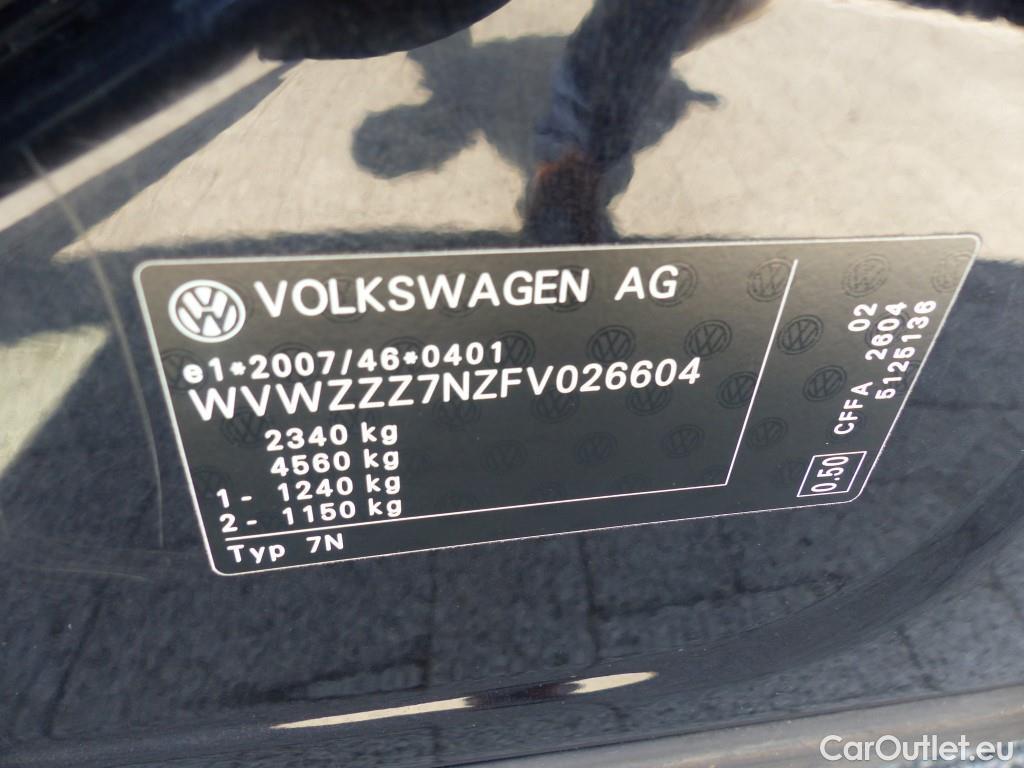 VOLKSWAGEN AG
e1*2007/46*0401
WVWZZZ7NZFV026604
2340 kg
4560 kg
1- 1240 kg
2- 1150 kg
Typ 7N
0.50
CFFA 02
2604
5125136
CarOutlet.eu